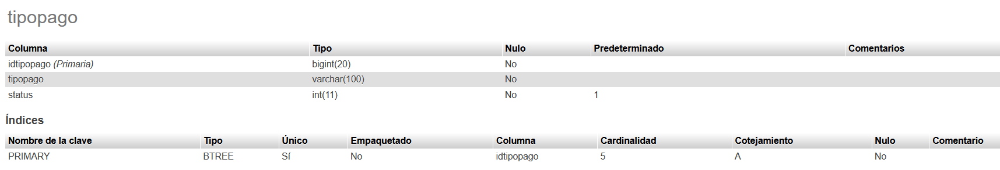 tipopago
Columna Tipo Nulo Predeterminado Comentarios
idtipopago (Primaria) bigint(20) No
tipopago varchar(100) No
status int(11) No 1
Índices
Nombre de la clave Tipo Único Empaquetado Columna Cardinalidad Cotejamiento Nulo Comentario
PRIMARY BTREE Sí No idtipopago 5 A No